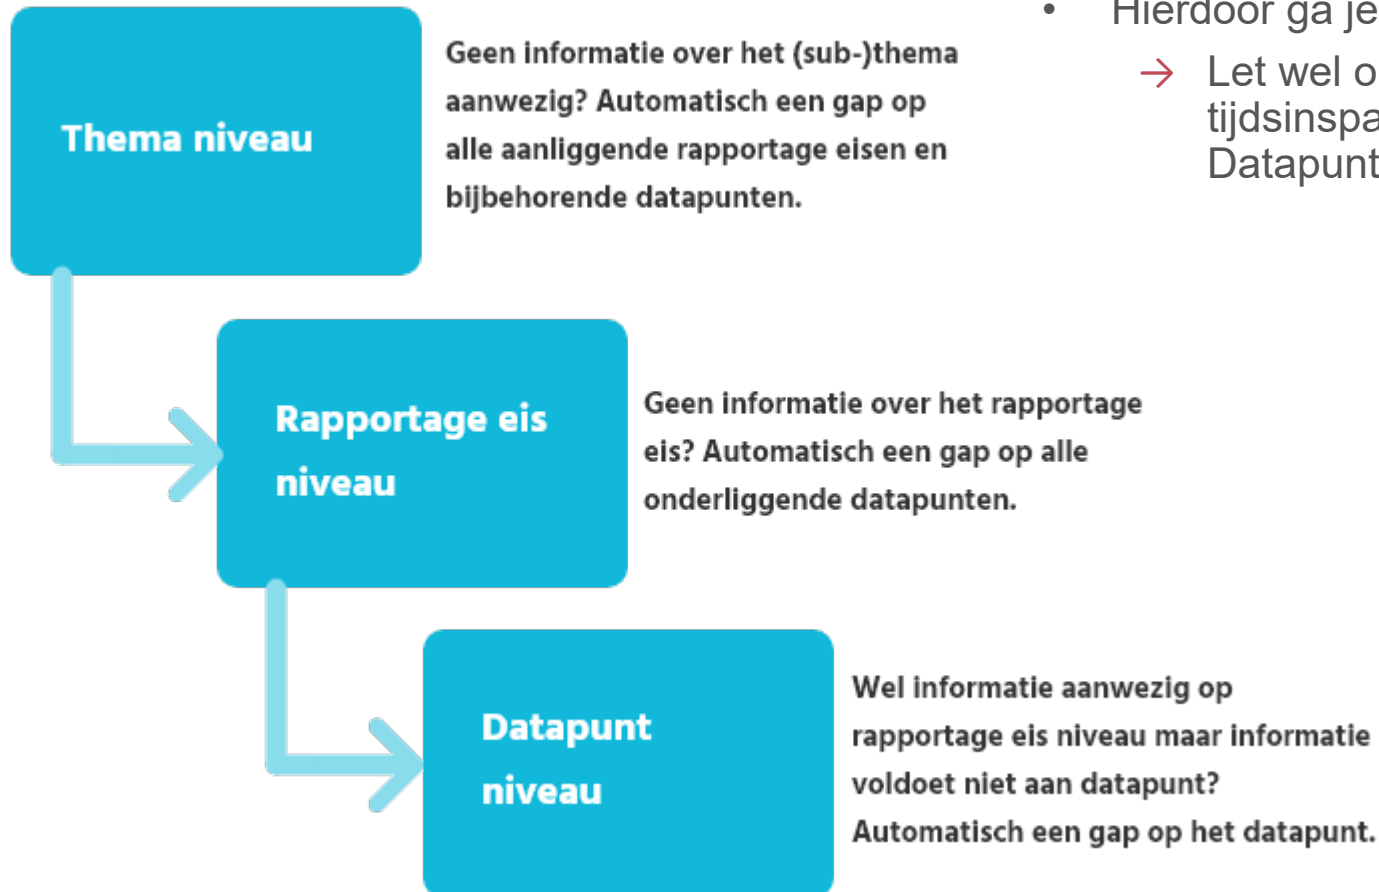 Hierdoor ga je
→ Let wel o
tijdsinspa
Datapunt
Thema niveau
Geen informatie over het (sub-)thema
aanwezig? Automatisch een gap op
alle aanliggende rapportage eisen en
bijbehorende datapunten.
Rapportage eis
niveau
Geen informatie over het rapportage
eis? Automatisch een gap op alle
onderliggende datapunten.
Datapunt
niveau
Wel informatie aanwezig op
rapportage eis niveau maar informatie
voldoet niet aan datapunt?
Automatisch een gap op het datapunt.